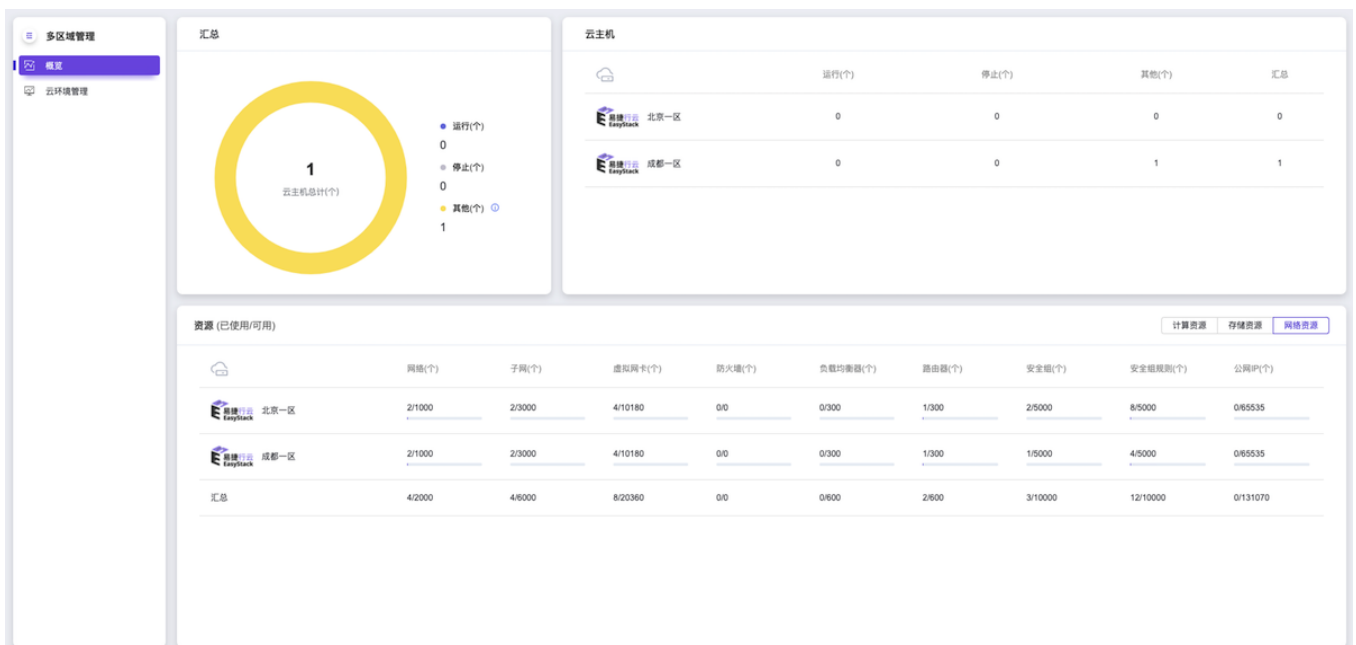 多区域管理
概览
云环境管理
汇总
1
云主机总计(个)
运行(个)
0
停止(个)
0
其他(个)
1
云主机
运行(个) 停止(个) 其他(个) 汇总
易捷行云 EasyStack 北京一区 0 0 0 0
易捷行云 EasyStack 成都一区 0 0 1 1
资源 (已使用/可用)
计算资源 存储资源 网络资源
网络(个) 子网(个) 虚拟网卡(个) 防火墙(个) 负载均衡器(个) 路由器(个) 安全组(个) 安全组规则(个) 公网IP(个)
易捷行云 EasyStack 北京一区 2/1000 2/3000 4/10180 0/0 0/300 1/300 2/5000 8/5000 0/65535
易捷行云 EasyStack 成都一区 2/1000 2/3000 4/10180 0/0 0/300 1/300 1/5000 4/5000 0/65535
汇总 4/2000 4/6000 8/20360 0/0 0/600 2/600 3/10000 12/10000 0/131070